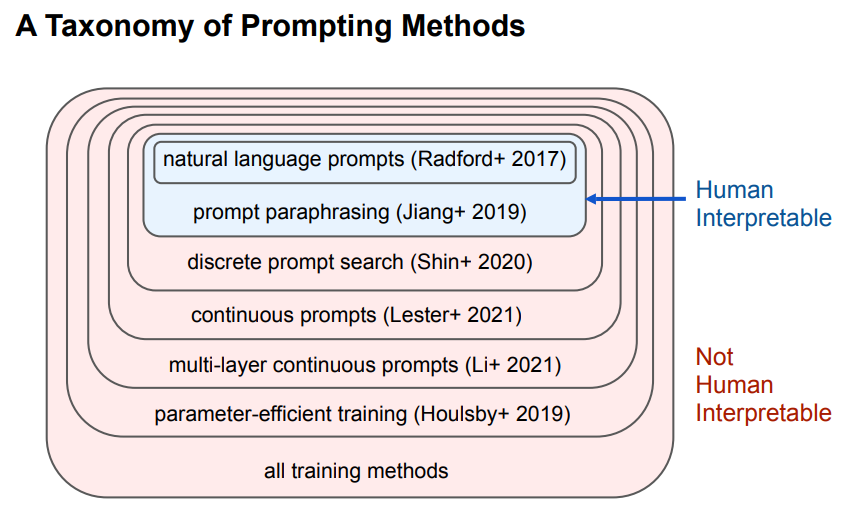 A Taxonomy of Prompting Methods
natural language prompts (Radford+ 2017)
prompt paraphrasing (Jiang+ 2019)
Human
Interpretable
discrete prompt search (Shin+ 2020)
continuous prompts (Lester+ 2021)
multi-layer continuous prompts (Li+ 2021)
parameter-efficient training (Houlsby+ 2019)
Not
Human
Interpretable
all training methods